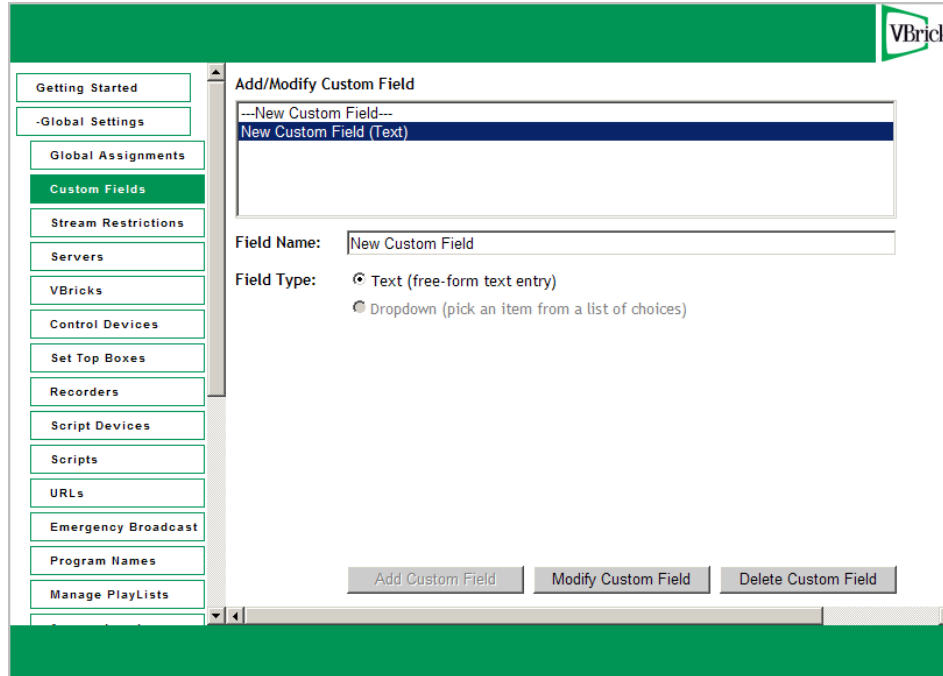 VBrick
Getting Started
-Global Settings
Global Assignments
Custom Fields
Stream Restrictions
Servers
VBricks
Control Devices
Set Top Boxes
Recorders
Script Devices
Scripts
URLs
Emergency Broadcast
Program Names
Manage PlayLists
Add/Modify Custom Field
---New Custom Field---
New Custom Field (Text)
Field Name: New Custom Field
Field Type: Text (free-form text entry)
Dropdown (pick an item from a list of choices)
Add Custom Field Modify Custom Field Delete Custom Field